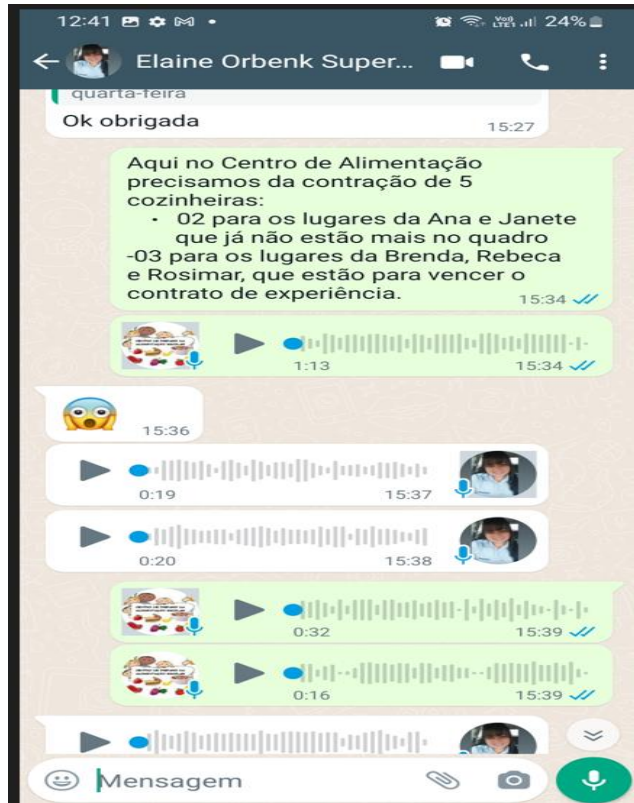 12:41
24%
Elaine Orbenk Super...
quarta-feira
Ok obrigada
15:27
Aqui no Centro de Alimentação
precisamos da contração de 5
cozinheiras:
• 02 para os lugares da Ana e Janete
que já não estão mais no quadro
-03 para os lugares da Brenda, Rebeca
e Rosimar, que estão para vencer o
contrato de experiência.
15:34
1:13
15:34
15:36
0:19
15:37
0:20
15:38
0:32
15:39
0:16
15:39
Mensagem